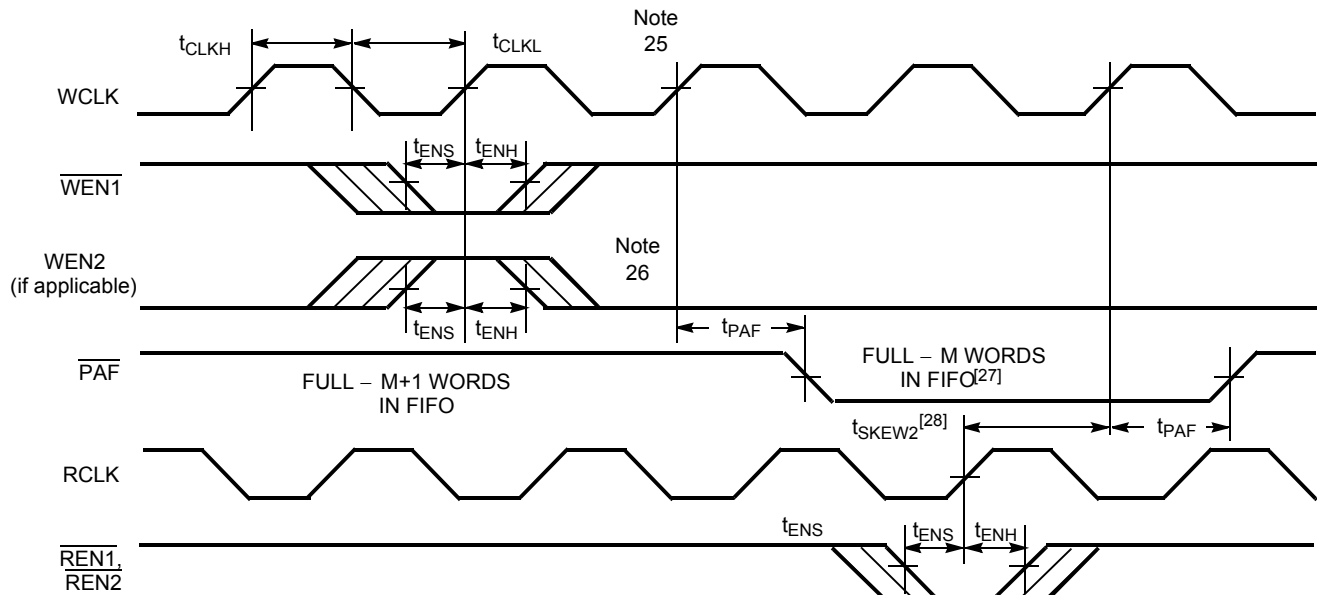 Note
25
tCLKH
tCLKL
WCLK
tENS tENH
WEN1
WEN2
(if applicable)
Note
26
tENS tENH
tPAF
PAF
FULL – M+1 WORDS
IN FIFO
FULL – M WORDS
IN FIFO[27]
tSKEW2[28]
tPAF
RCLK
tENS
tENS tENH
REN1,
REN2